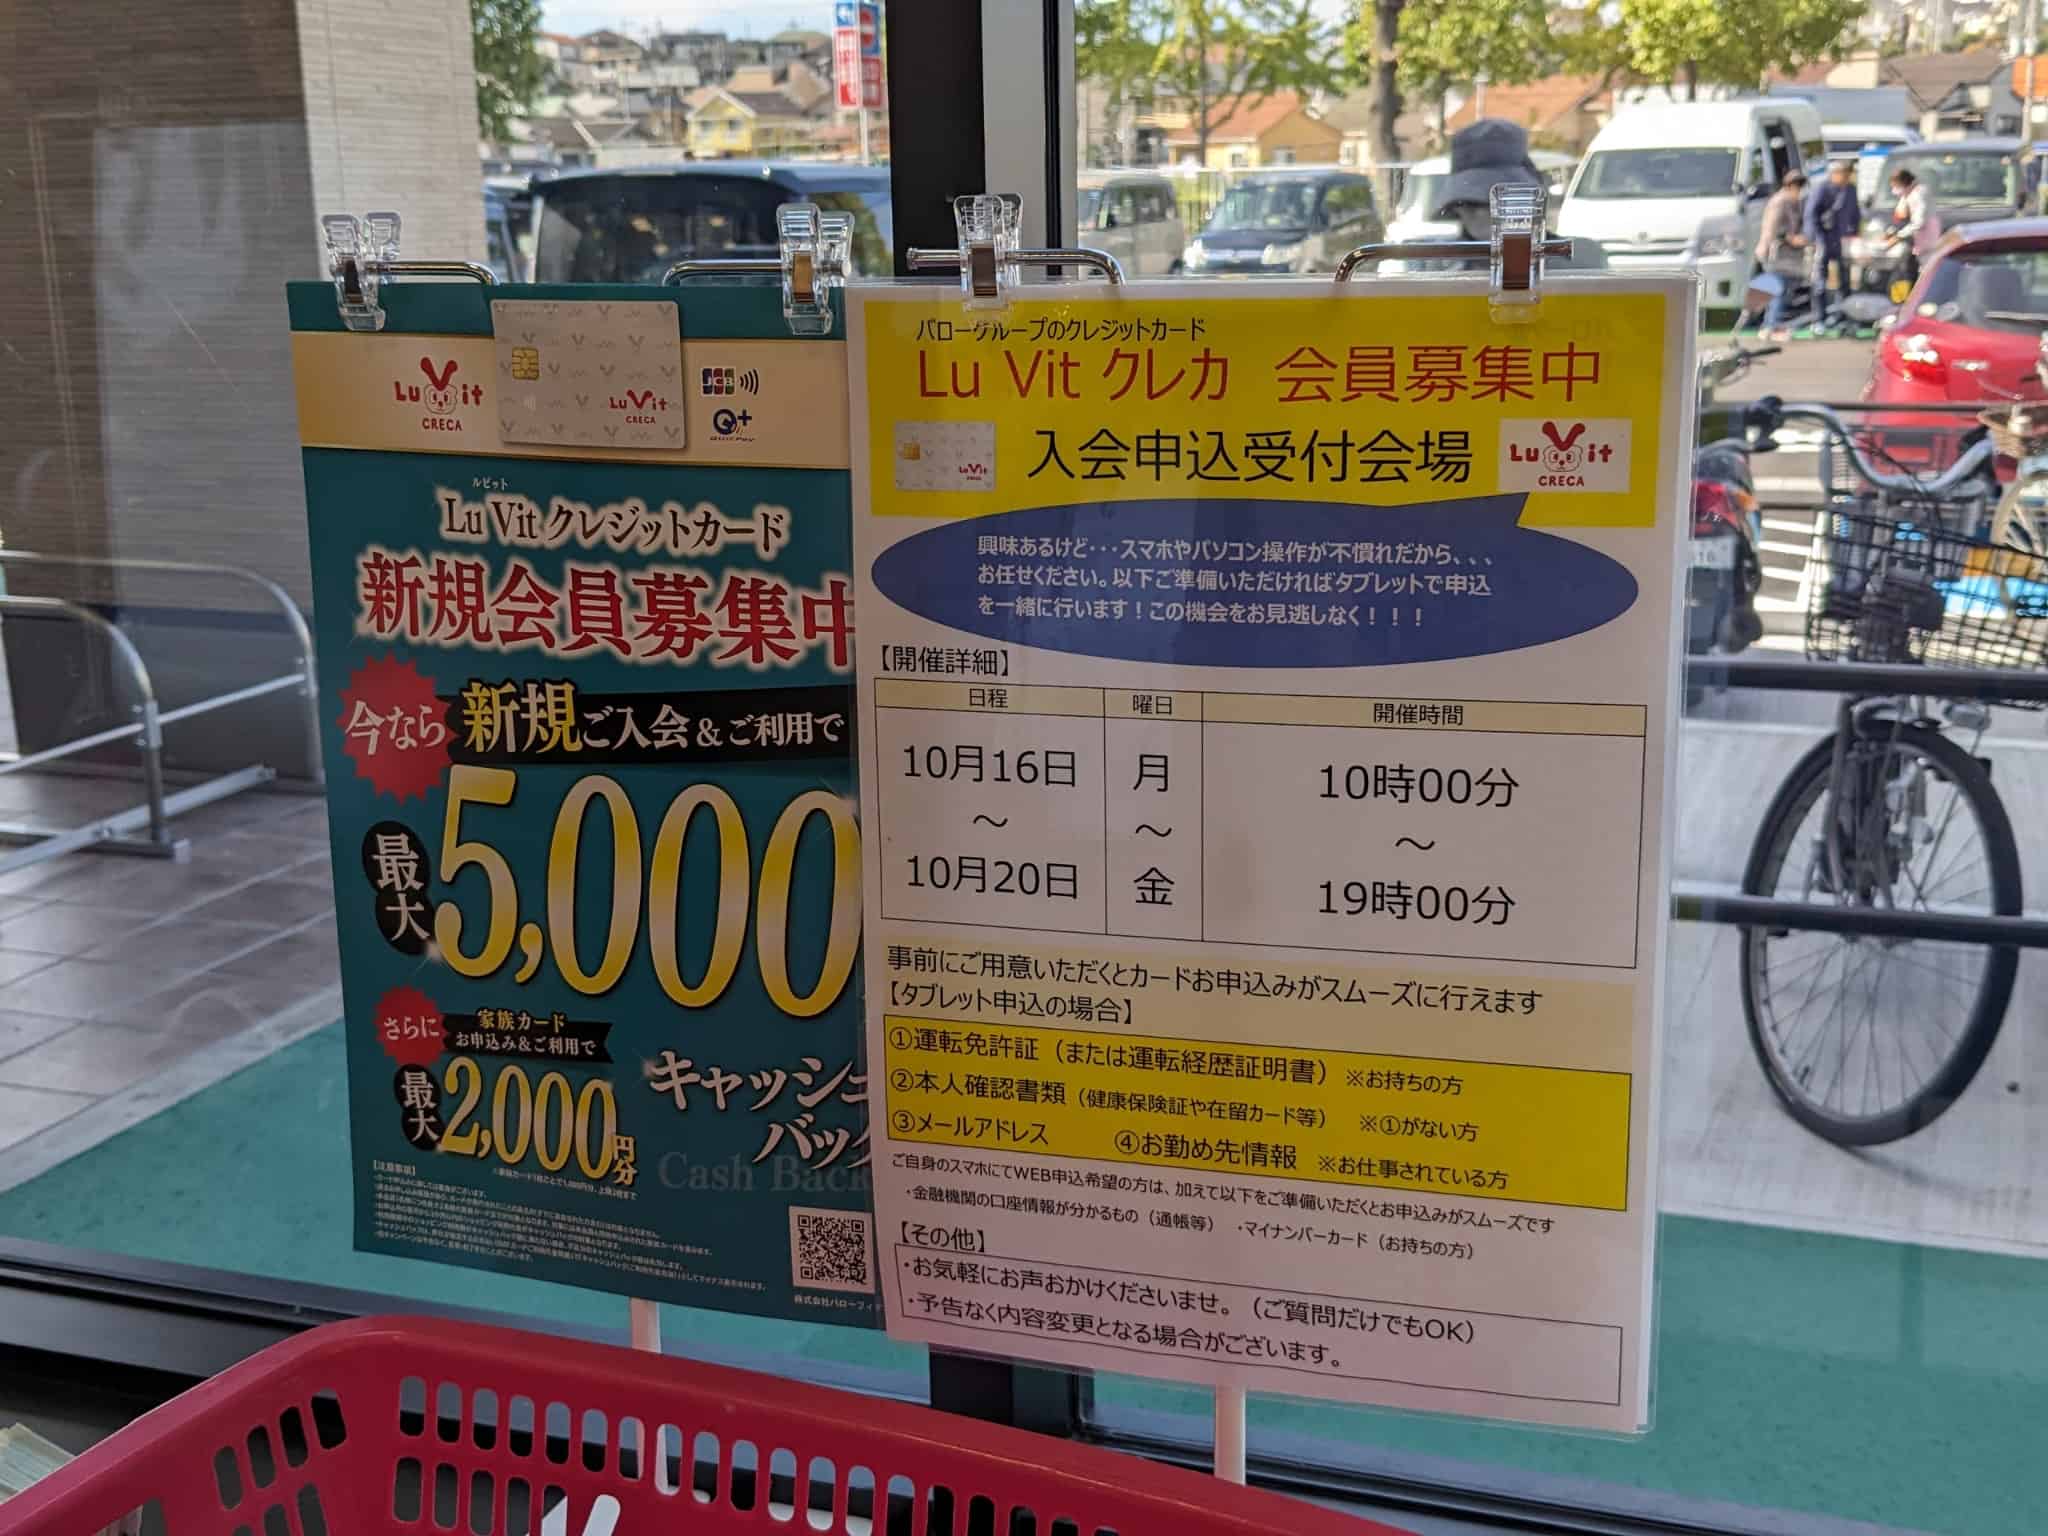 Lu Vit
CRECA
Lu Vit
CRECA
JCB
QUICPay
ルビット
Lu Vit クレジットカード
新規会員募集中
今なら
新規ご入会&ご利用で
最大
5,000
さらに
家族カード
お申込み&ご利用で
最大
2,000円分
キャッシュ
バック
Cash Back
【注意事項】
バローグループのクレジットカード
Lu Vit クレカ 会員募集中
Lu Vit
入会申込受付会場
Lu Vit
CRECA
興味あるけど・・・スマホやパソコン操作が不慣れだから、、、
お任せください。以下ご準備いただければタブレットで申込
を一緒に行います！この機会をお見逃しなく！！！
【開催詳細】
日程 曜日 開催時間
10月16日 月 10時00分
～ ～ ～
10月20日 金 19時00分
事前にご用意いただくとカードお申込みがスムーズに行えます
【タブレット申込の場合】
①運転免許証（または運転経歴証明書）※お持ちの方
②本人確認書類（健康保険証や在留カード等） ※①がない方
③メールアドレス ④お勤め先情報 ※お仕事されている方
ご自身のスマホにてWEB申込希望の方は、加えて以下をご準備いただくとお申込みがスムーズです
・金融機関の口座情報が分かるもの（通帳等） ・マイナンバーカード（お持ちの方）
【その他】
・お気軽にお声おかけくださいませ。（ご質問だけでもOK）
・予告なく内容変更となる場合がございます。